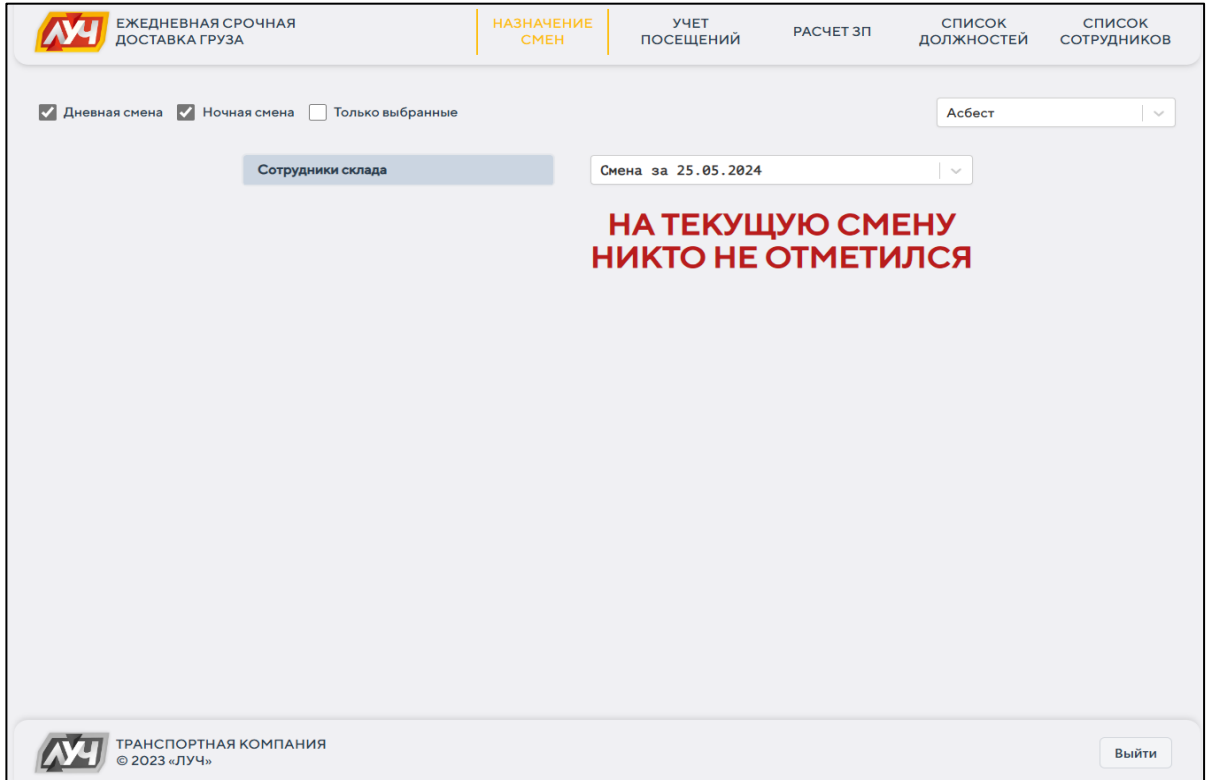 ЛУЧ
ЕЖЕДНЕВНАЯ СРОЧНАЯ
ДОСТАВКА ГРУЗА
НАЗНАЧЕНИЕ
СМЕН
УЧЕТ
ПОСЕЩЕНИЙ
РАСЧЕТ ЗП
СПИСОК
ДОЛЖНОСТЕЙ
СПИСОК
СОТРУДНИКОВ
Дневная смена
Ночная смена
Только выбранные
Асбест
Сотрудники склада
Смена за 25.05.2024
НА ТЕКУЩУЮ СМЕНУ
НИКТО НЕ ОТМЕТИЛСЯ
ЛУЧ
ТРАНСПОРТНАЯ КОМПАНИЯ
© 2023 «ЛУЧ»
Выйти